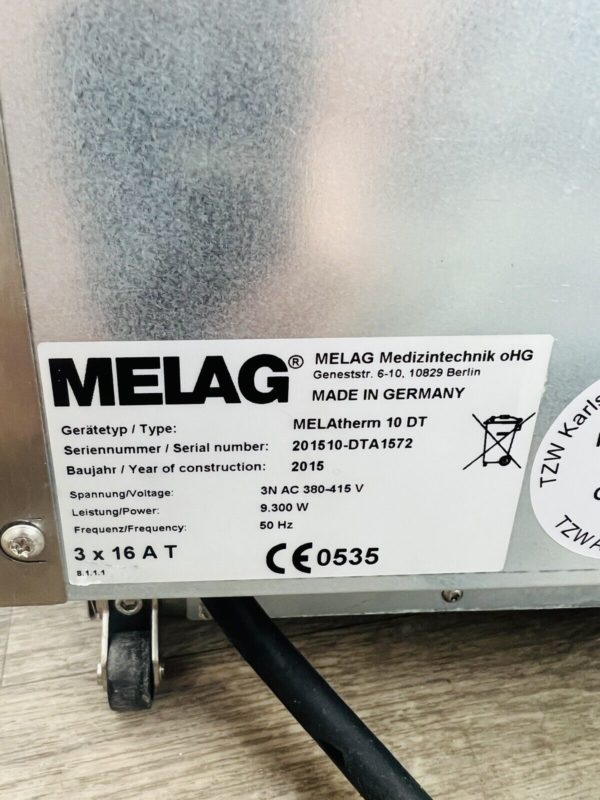 MELAG®
MELAG Medizintechnik oHG
Geneststr. 6-10, 10829 Berlin
MADE IN GERMANY
Gerätetyp / Type: MELAtherm 10 DT
Seriennummer / Serial number: 201510-DTA1572
Baujahr / Year of construction: 2015
Spannung/Voltage: 3N AC 380-415 V
Leistung/Power: 9.300 W
Frequenz/Frequency: 50 Hz
3 x 16 A T
CE 0535
8.1.1.1
TZW